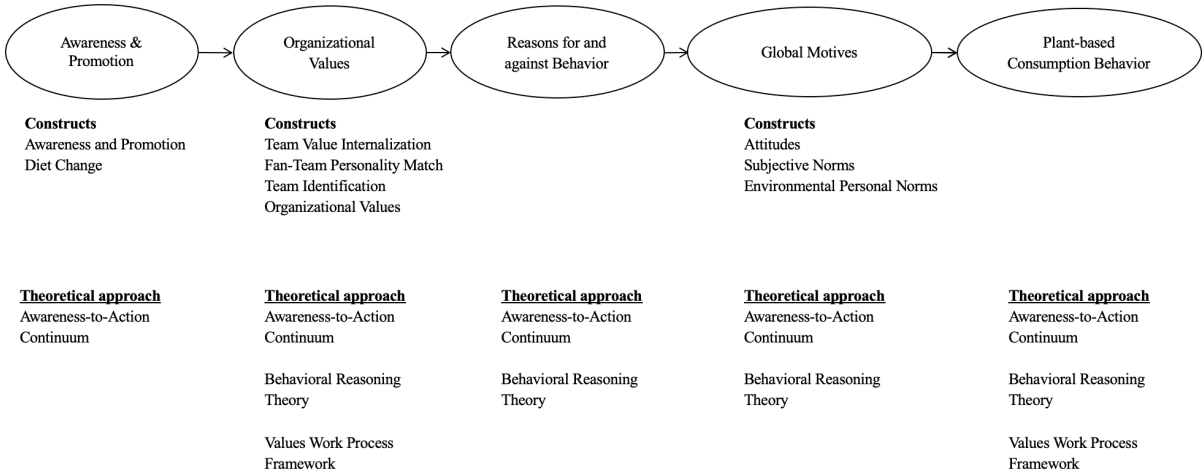 Awareness &
Promotion
Organizational
Values
Reasons for and
against Behavior
Global Motives
Plant-based
Consumption Behavior
Constructs
Awareness and Promotion
Diet Change
Constructs
Team Value Internalization
Fan-Team Personality Match
Team Identification
Organizational Values
Constructs
Attitudes
Subjective Norms
Environmental Personal Norms
Theoretical approach
Awareness-to-Action
Continuum
Theoretical approach
Awareness-to-Action
Continuum
Behavioral Reasoning
Theory
Values Work Process
Framework
Theoretical approach
Awareness-to-Action
Continuum
Behavioral Reasoning
Theory
Theoretical approach
Awareness-to-Action
Continuum
Behavioral Reasoning
Theory
Theoretical approach
Awareness-to-Action
Continuum
Behavioral Reasoning
Theory
Values Work Process
Framework